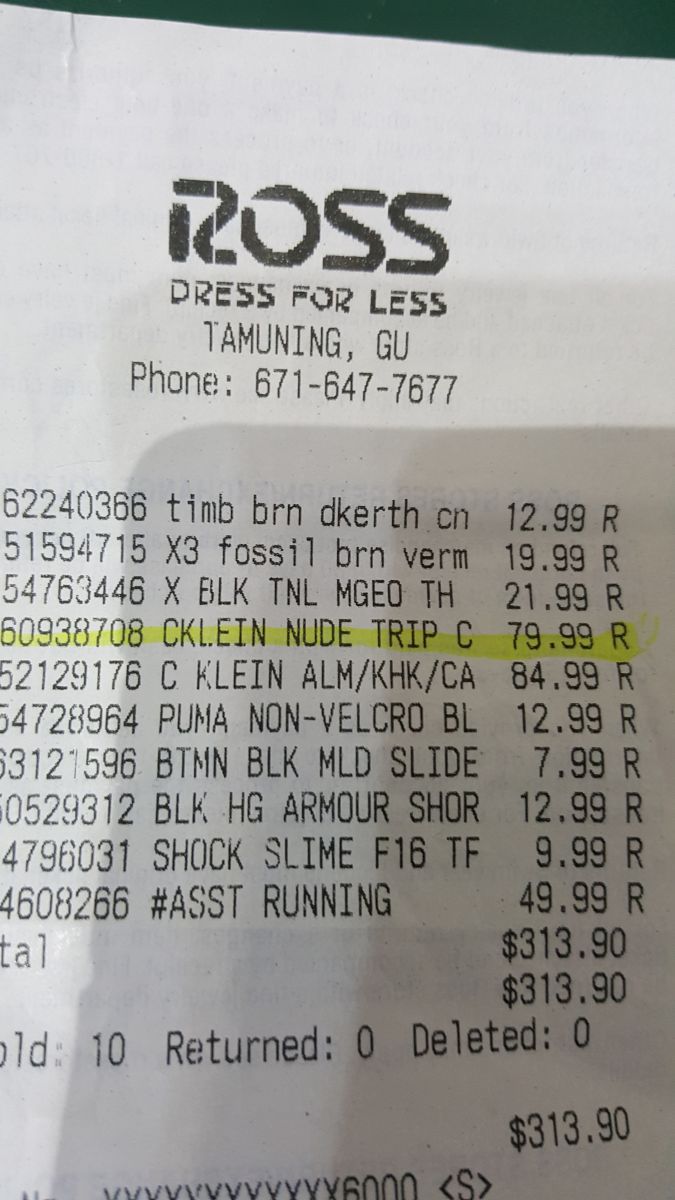 ROSS
DRESS FOR LESS
TAMUNING, GU
Phone: 671-647-7677
62240366 timb brn dkerth cn 12.99 R
51594715 X3 fossil brn verm 19.99 R
54763446 X BLK TNL MGEO TH 21.99 R
60938708 CKLEIN NUDE TRIP C 79.99 R
52129176 C KLEIN ALM/KHK/CA 84.99 R
54728964 PUMA NON-VELCRO BL 12.99 R
63121596 BTMN BLK MLD SLIDE 7.99 R
0529312 BLK HG ARMOUR SHOR 12.99 R
4796031 SHOCK SLIME F16 TF 9.99 R
4608266 #ASST RUNNING 49.99 R
tal $313.90
$313.90
old: 10 Returned: 0 Deleted: 0
$313.90
XXXXXXXXXXXX6000 <S>